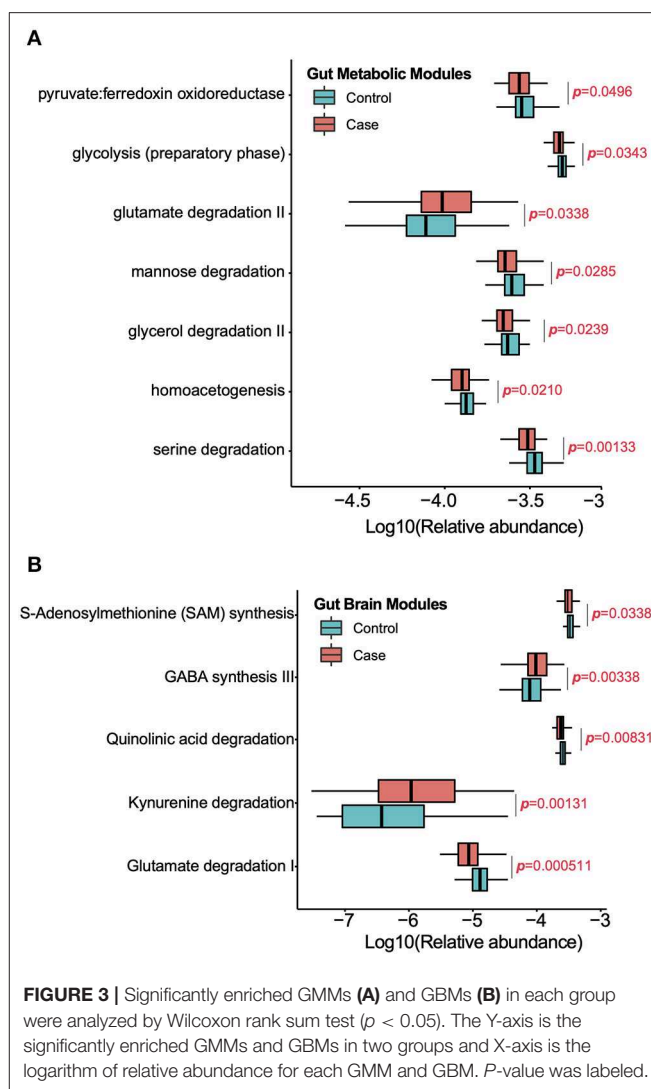 A
Gut Metabolic Modules
Control
Case
pyruvate:ferredoxin oxidoreductase
p=0.0496
glycolysis (preparatory phase)
p=0.0343
glutamate degradation II
p=0.0338
mannose degradation
p=0.0285
glycerol degradation II
p=0.0239
homoacetogenesis
p=0.0210
serine degradation
p=0.00133
−4.5 −4.0 −3.5 −3
Log10(Relative abundance)
B
Gut Brain Modules
Control
Case
S-Adenosylmethionine (SAM) synthesis
p=0.0338
GABA synthesis III
p=0.00338
Quinolinic acid degradation
p=0.00831
Kynurenine degradation
p=0.00131
Glutamate degradation I
p=0.000511
−7 −6 −5 −4 −3
Log10(Relative abundance)
FIGURE 3 | Significantly enriched GMMs (A) and GBMs (B) in each group
were analyzed by Wilcoxon rank sum test (p < 0.05). The Y-axis is the
significantly enriched GMMs and GBMs in two groups and X-axis is the
logarithm of relative abundance for each GMM and GBM. P-value was labeled.